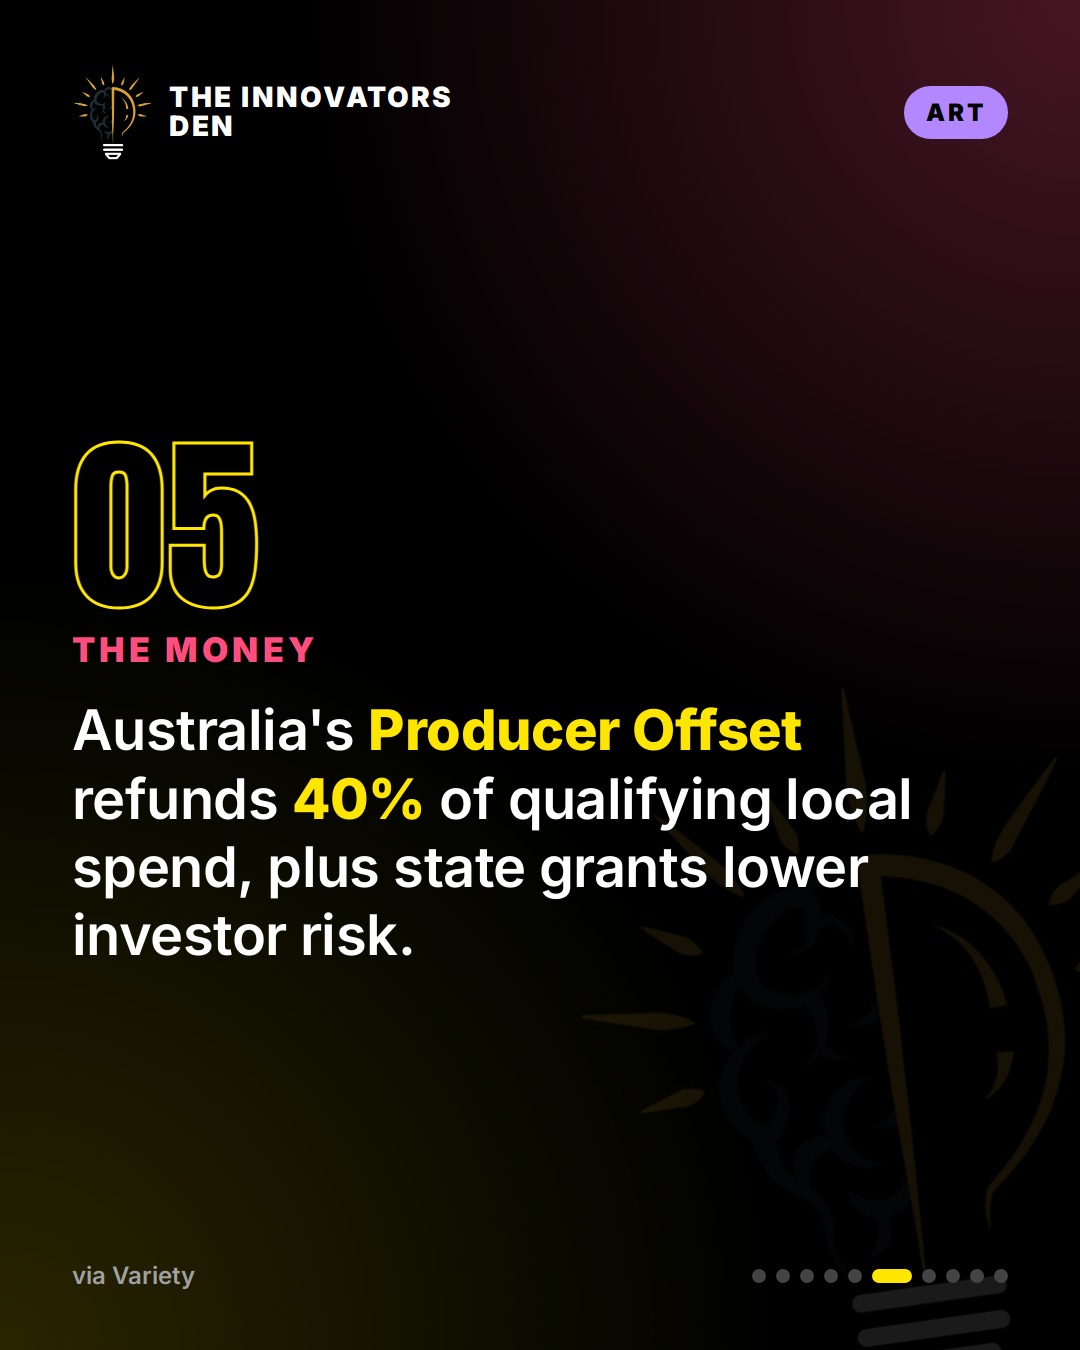 THE INNOVATORS
DEN
ART
05
THE MONEY
Australia's Producer Offset
refunds 40% of qualifying local
spend, plus state grants lower
investor risk.
via Variety